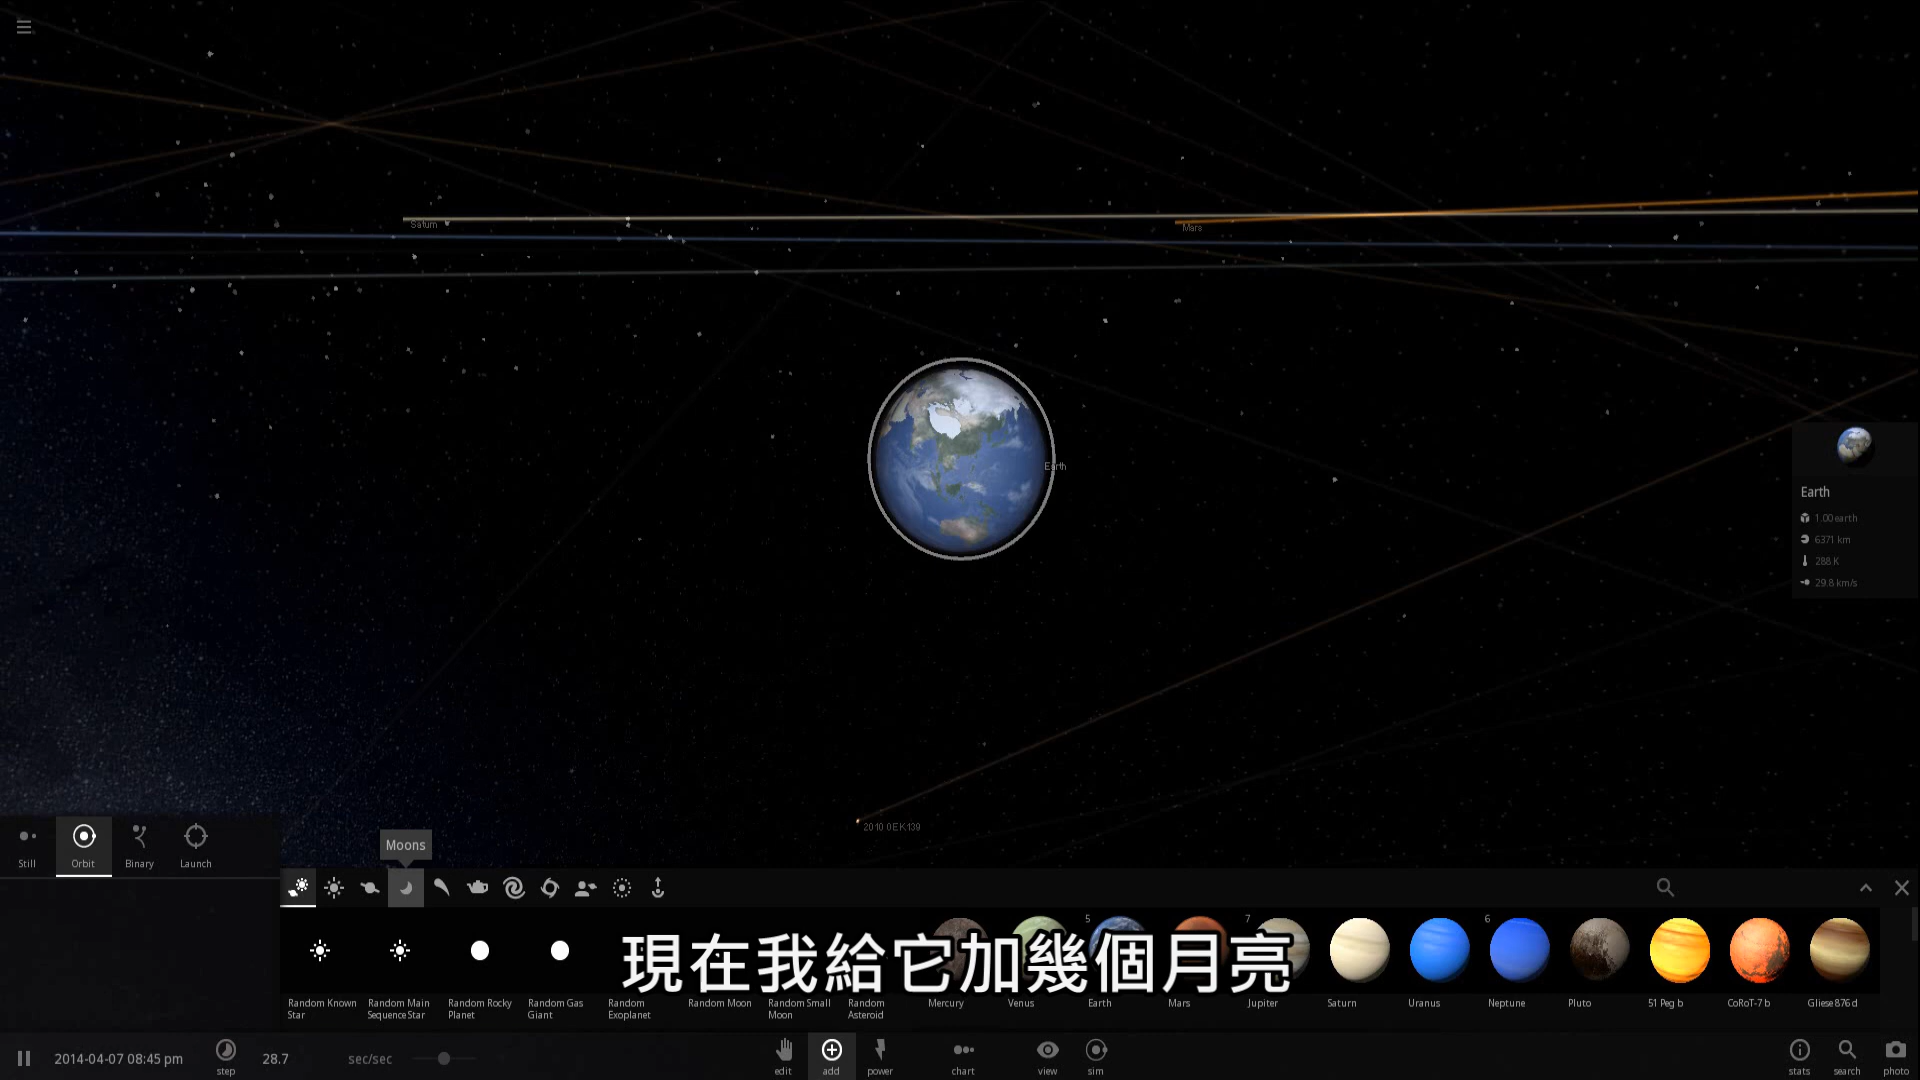 Saturn
Mars
Earth
Earth
1.00 earth
6371 km
288 K
29.8 km/s
2010 OEK139
Still
Orbit
Binary
Launch
Moons
5
7
6
現在我給它加幾個月亮
Random Known Star
Random Main Sequence Star
Random Rocky Planet
Random Gas Giant
Random Exoplanet
Random Moon
Random Small Moon
Random Asteroid
Mercury
Venus
Earth
Mars
Jupiter
Saturn
Uranus
Neptune
Pluto
51 Peg b
CoRoT-7 b
Gliese 876 d
2014-04-07 08:45 pm
step
28.7
sec/sec
edit
add
power
chart
view
sim
stats
search
photo